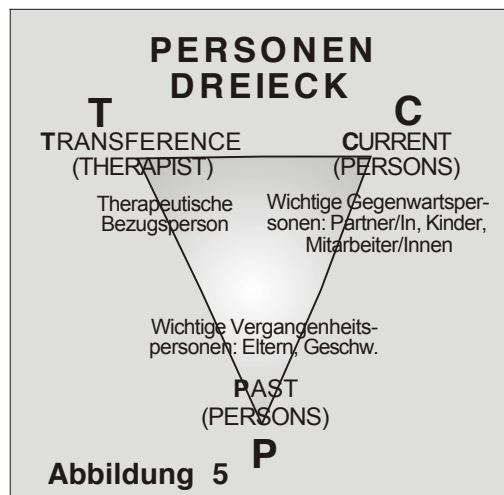 PERSONEN
DREIECK
T
TRANSFERENCE
(THERAPIST)
Therapeutische
Bezugsperson
C
CURRENT
(PERSONS)
Wichtige Gegenwartsper-
sonen: Partner/In, Kinder,
Mitarbeiter/Innen
Wichtige Vergangenheits-
personen: Eltern, Geschw.
PAST
(PERSONS)
P
Abbildung 5